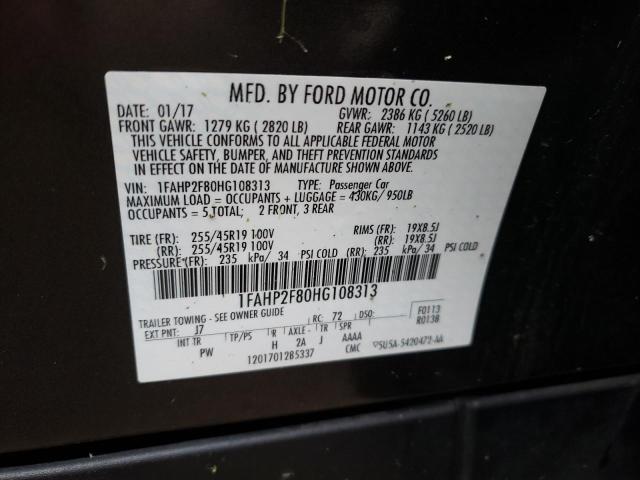 MFD. BY FORD MOTOR CO.
DATE: 01/17 GVWR: 2386 KG ( 5260 LB)
FRONT GAWR: 1279 KG ( 2820 LB) REAR GAWR: 1143 KG ( 2520 LB)
THIS VEHICLE CONFORMS TO ALL APPLICABLE FEDERAL MOTOR
VEHICLE SAFETY, BUMPER, AND THEFT PREVENTION STANDARDS
IN EFFECT ON THE DATE OF MANUFACTURE SHOWN ABOVE.
VIN: 1FAHP2F80HG108313 TYPE: Passenger Car
MAXIMUM LOAD = OCCUPANTS + LUGGAGE = 430KG/ 950LB
OCCUPANTS = 5 TOTAL; 2 FRONT, 3 REAR
TIRE (FR): 255/45R19 100V RIMS (FR): 19X8.5J
(RR): 255/45R19 100V (RR): 19X8.5J
PRESSURE (FR): 235 kPa/ 34 PSI COLD (RR): 235 kPa/ 34 PSI COLD
1FAHP2F80HG108313
TRAILER TOWING - SEE OWNER GUIDE
EXT PNT: J7 RC: 72 DSO: F0113
R0138
INT TR TP/PS R AXLE TR SPR
PW H 2A J AAAA
1201701285337 CMC 5U5A-5420472-AA